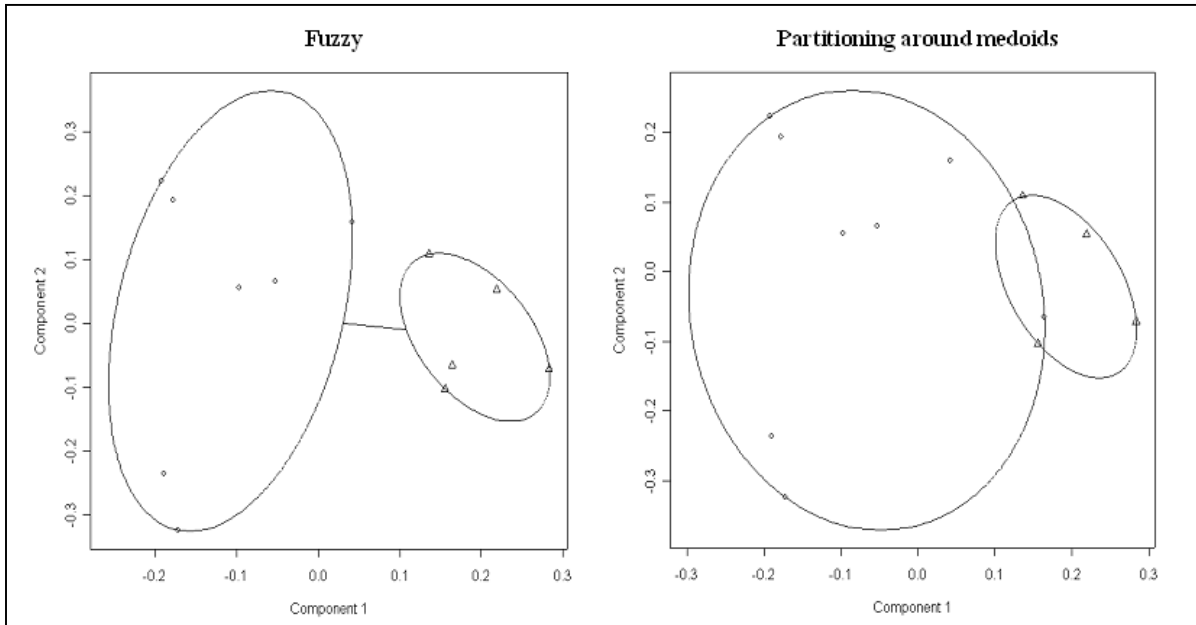 Fuzzy
Partitioning around medoids
0.3
0.2
0.1
0.0
-0.1
-0.2
-0.3
Component 2
-0.2 -0.1 0.0 0.1 0.2 0.3
Component 1
0.2
0.1
0.0
-0.1
-0.2
-0.3
Component 2
-0.3 -0.2 -0.1 0.0 0.1 0.2 0.3
Component 1